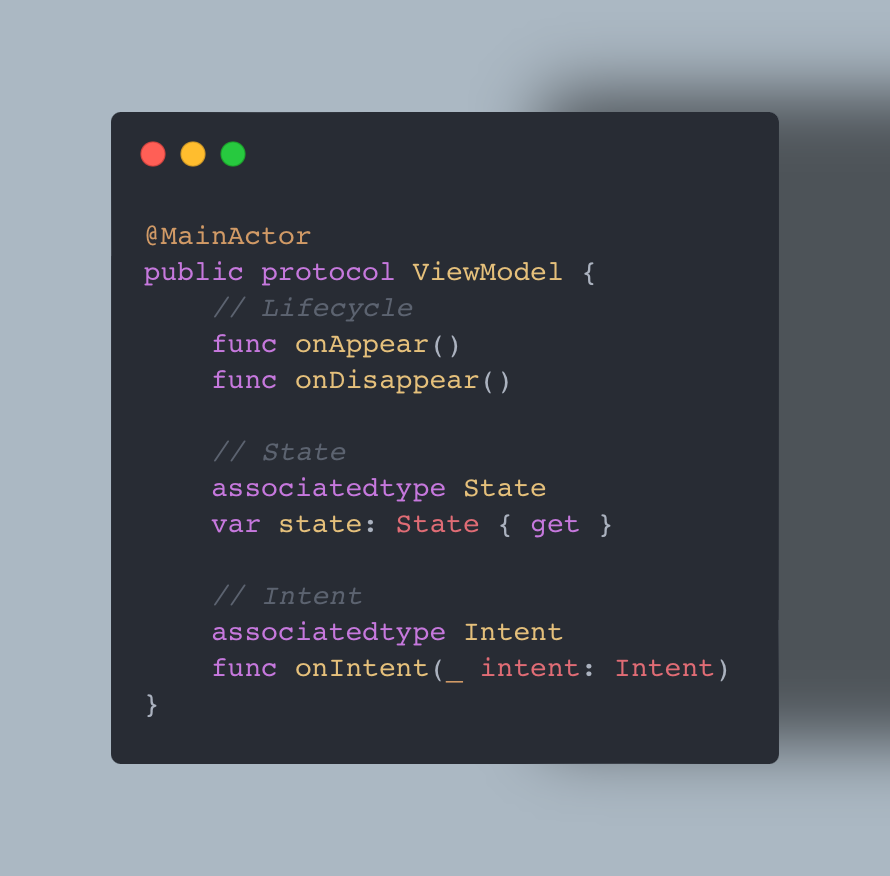 @MainActor
public protocol ViewModel {
    // Lifecycle
    func onAppear()
    func onDisappear()

    // State
    associatedtype State
    var state: State { get }

    // Intent
    associatedtype Intent
    func onIntent(_ intent: Intent)
}